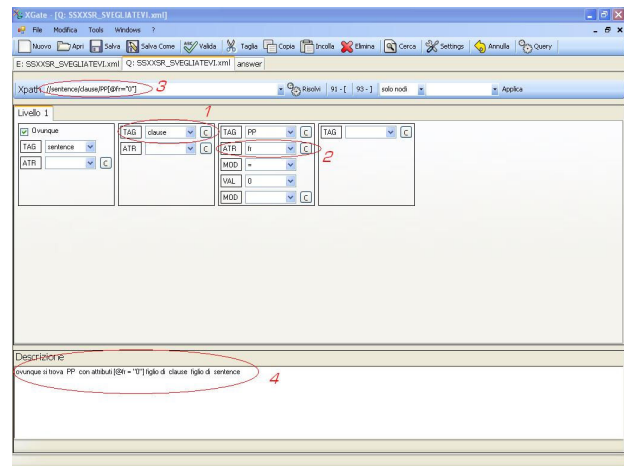 XGate - [Q: SSXXSR_SVEGLIATEVI.xml]
File Modifica Tools Windows ?
Nuovo Apri Salva Salva Come Valida Taglia Copia Incolla Elimina Cerca Settings Annulla Query
E: SSXXSR_SVEGLIATEVI.xml Q: SSXXSR_SVEGLIATEVI.xml answer
Xpath //sentence/clause/PP[@fr="0"] 3 Risolvi 91 - [ 93 - ] solo nodi Applica
Livello 1 1
Ovunque TAG clause C TAG PP C TAG C
TAG sentence ATR C ATR fr C 2
ATR C MOD =
VAL 0
MOD C
Descrizione
ovunque si trova PP con attributi [@fr = "0"] figlio di clause figlio di sentence 4